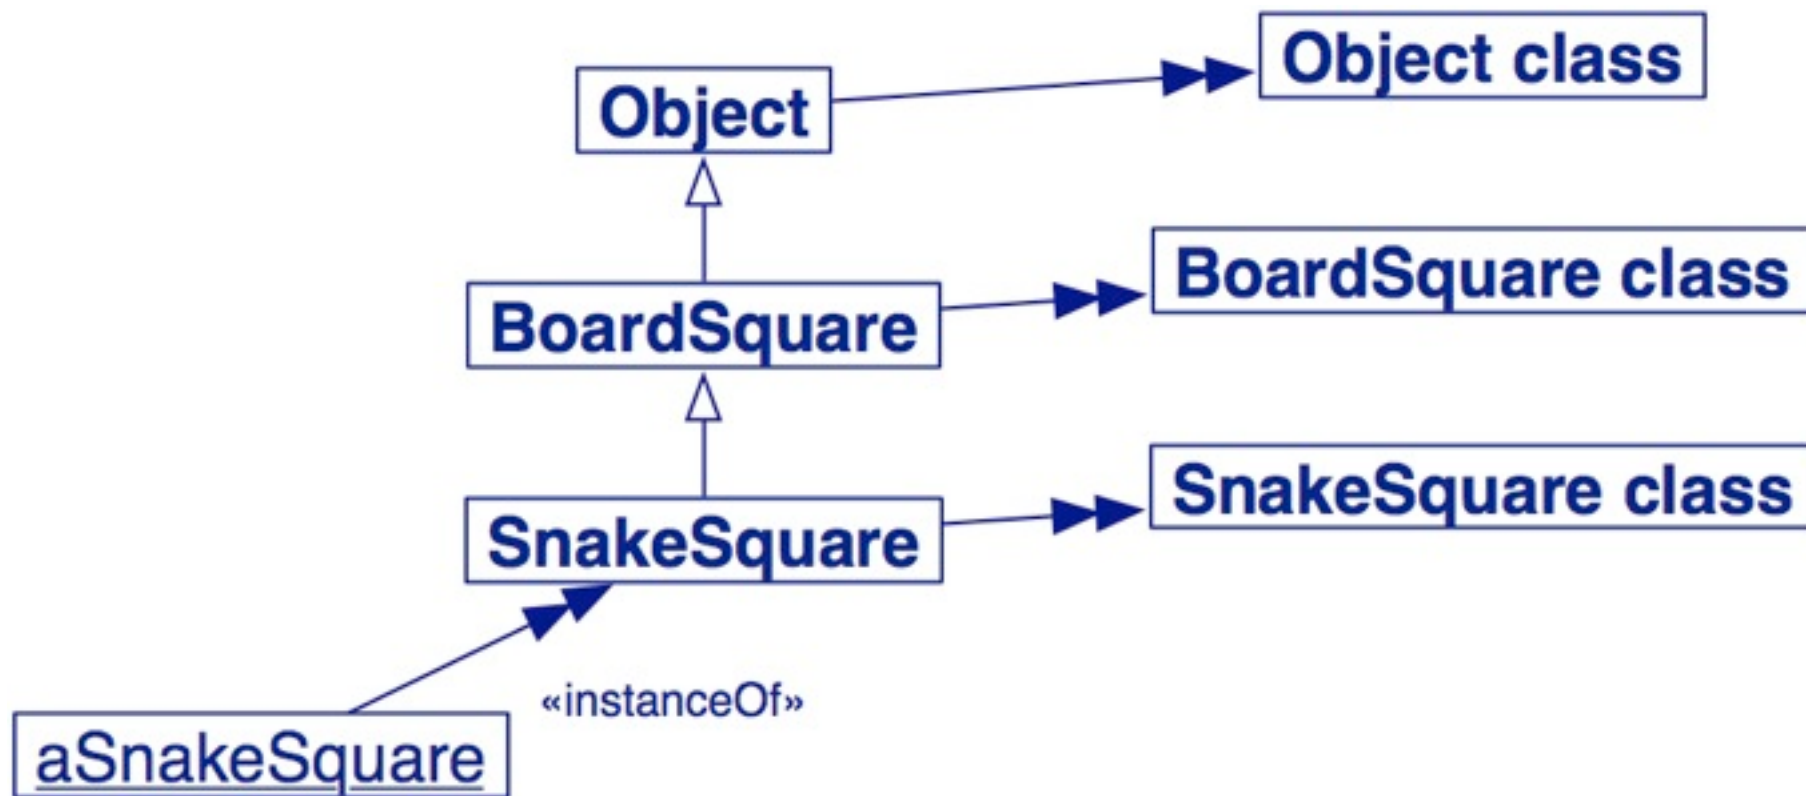 Object class
Object
BoardSquare class
BoardSquare
SnakeSquare class
SnakeSquare
«instanceOf»
aSnakeSquare